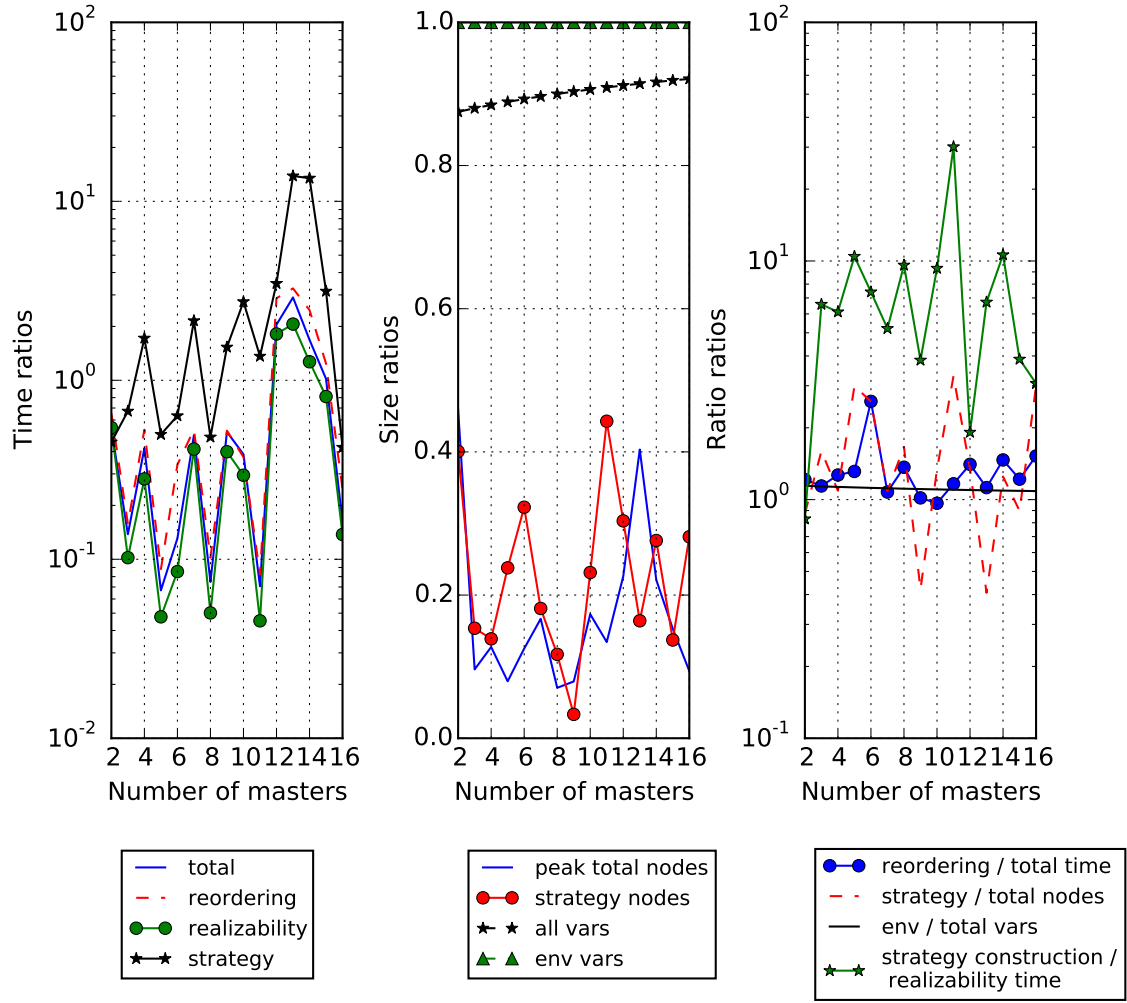 Time ratios
10^2
10^1
10^0
10^-1
10^-2
2 4 6 8 10 12 14 16
Number of masters
total
reordering
realizability
strategy
Size ratios
1.0
0.8
0.6
0.4
0.2
0.0
2 4 6 8 10 12 14 16
Number of masters
peak total nodes
strategy nodes
all vars
env vars
Ratio ratios
10^2
10^1
10^0
10^-1
2 4 6 8 10 12 14 16
Number of masters
reordering / total time
strategy / total nodes
env / total vars
strategy construction /
realizability time